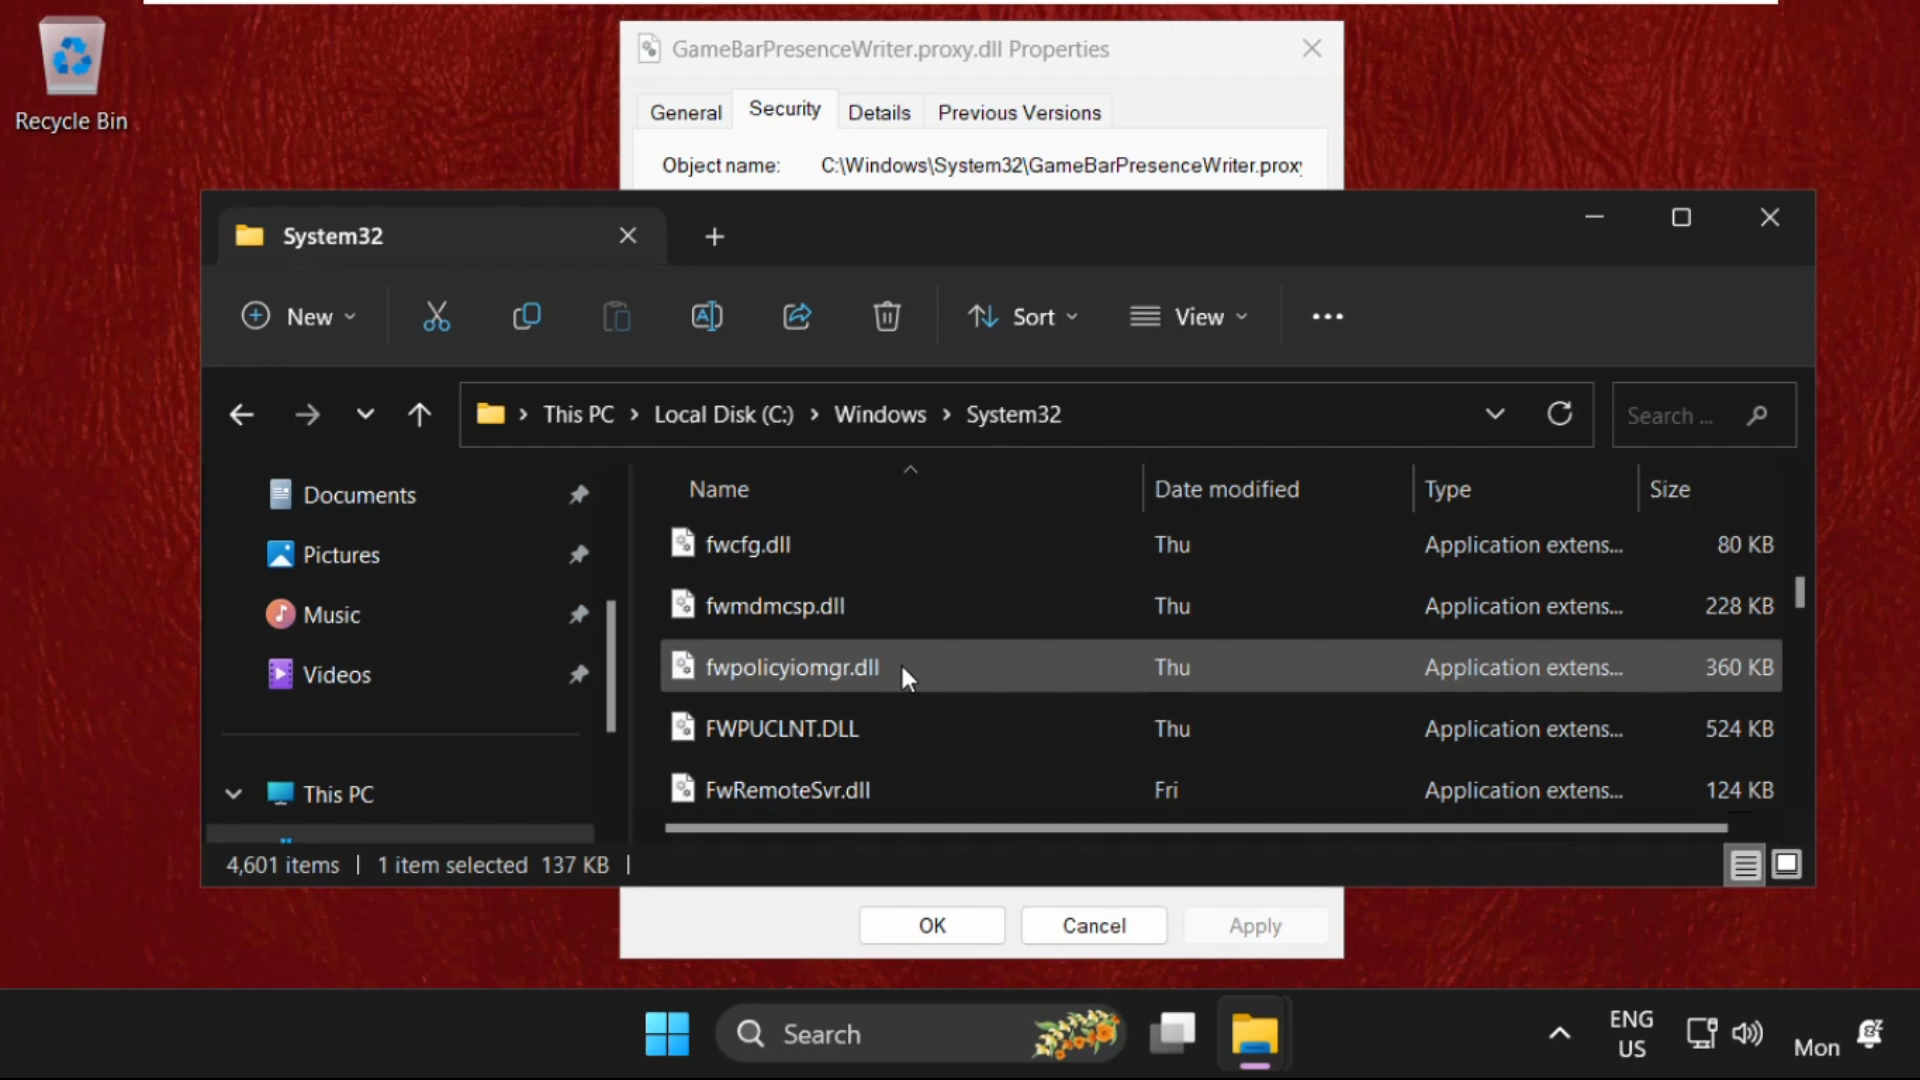 Recycle Bin
GameBarPresenceWriter.proxy.dll Properties
General Security Details Previous Versions
Object name: C:\Windows\System32\GameBarPresenceWriter.proxy
System32
New Sort View
This PC Local Disk (C:) Windows System32
Search ...
Documents
Pictures
Music
Videos
This PC
Name Date modified Type Size
fwcfg.dll Thu Application extens... 80 KB
fwmdmcsp.dll Thu Application extens... 228 KB
fwpolicyiomgr.dll Thu Application extens... 360 KB
FWPUCLNT.DLL Thu Application extens... 524 KB
FwRemoteSvr.dll Fri Application extens... 124 KB
4,601 items | 1 item selected 137 KB |
OK Cancel Apply
Search
ENG
US
Mon